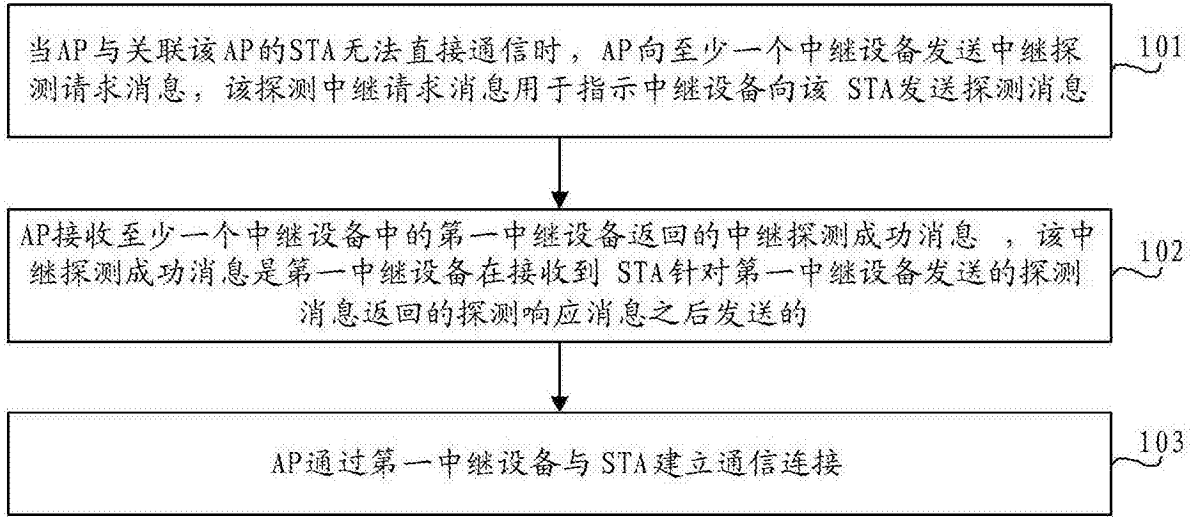 当AP与关联该AP的STA无法直接通信时，AP向至少一个中继设备发送中继探
测请求消息，该探测中继请求消息用于指示中继设备向该 STA发送探测消息
101
AP接收至少一个中继设备中的第一中继设备返回的中继探测成功消息 ，该中
继探测成功消息是第一中继设备在接收到 STA针对第一中继设备发送的探测
消息返回的探测响应消息之后发送的
102
AP通过第一中继设备与STA建立通信连接
103